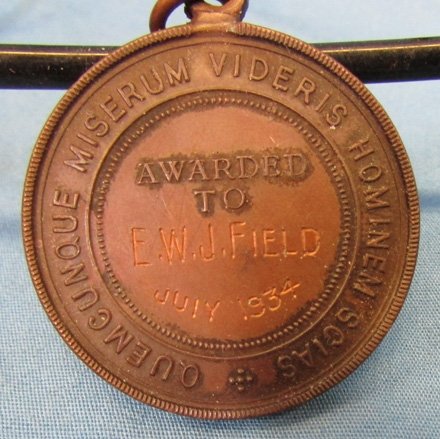 QUEMCUNQUE MISERUM VIDERIS HOMINEM SCIAS
AWARDED
TO
E.W.J. FIELD
JULY 1934